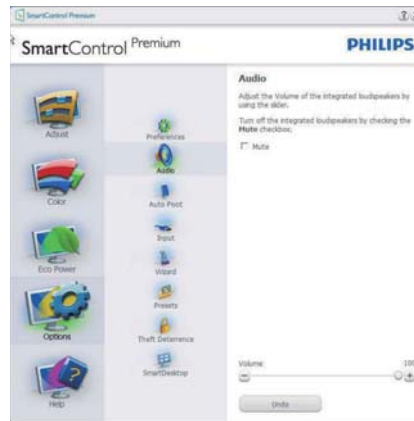 SmartControl Premium
SmartControl Premium
PHILIPS
Adjust
Color
Eco Power
Options
Help
Preferences
Audio
Auto Pivot
Input
Wizard
Presets
Theft Deterrence
SmartDesktop
Audio
Adjust the Volume of the integrated loudspeakers by
using the slider.
Turn off the integrated loudspeakers by checking the
Mute checkbox.
Mute
Volume
100
Undo